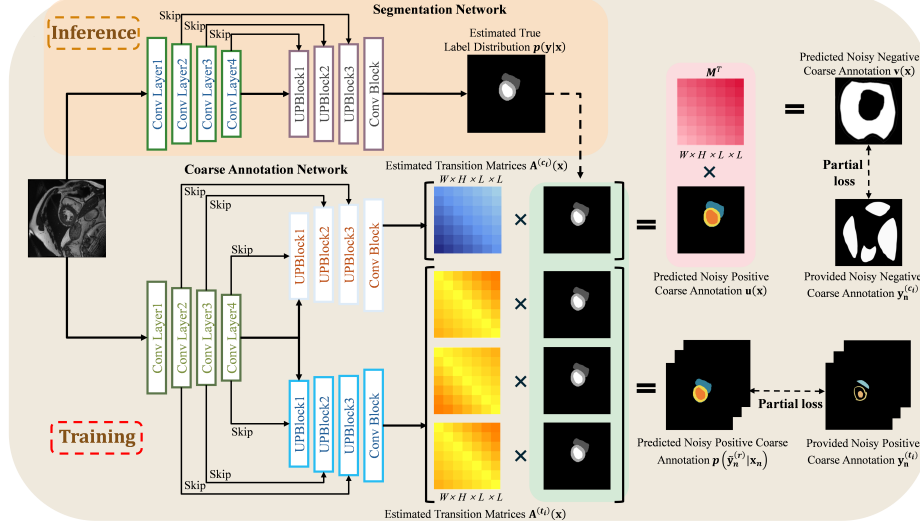 Segmentation Network
Inference
Skip
Skip
Skip
Conv Layer1
Conv Layer2
Conv Layer3
Conv Layer4
UPBlock1
UPBlock2
UPBlock3
Conv Block
Estimated True
Label Distribution p(y|x)
Coarse Annotation Network
Skip
Skip
Skip
Conv Layer1
Conv Layer2
Conv Layer3
Conv Layer4
UPBlock1
UPBlock2
UPBlock3
Conv Block
UPBlock1
UPBlock2
UPBlock3
Conv Block
Skip
Skip
Skip
Training
Estimated Transition Matrices A^(c_i)(x)
W × H × L × L
×
×
×
×
W × H × L × L
Estimated Transition Matrices A^(t_i)(x)
=
=
M^T
W × H × L × L
×
Predicted Noisy Positive
Coarse Annotation u(x)
=
Predicted Noisy Negative
Coarse Annotation v(x)
Partial
loss
Provided Noisy Negative
Coarse Annotation y_n^(c_i)
Partial loss
Predicted Noisy Positive Coarse
Annotation p(ỹ_n^(r)|x_n)
Provided Noisy Positive
Coarse Annotation y_n^(t_i)